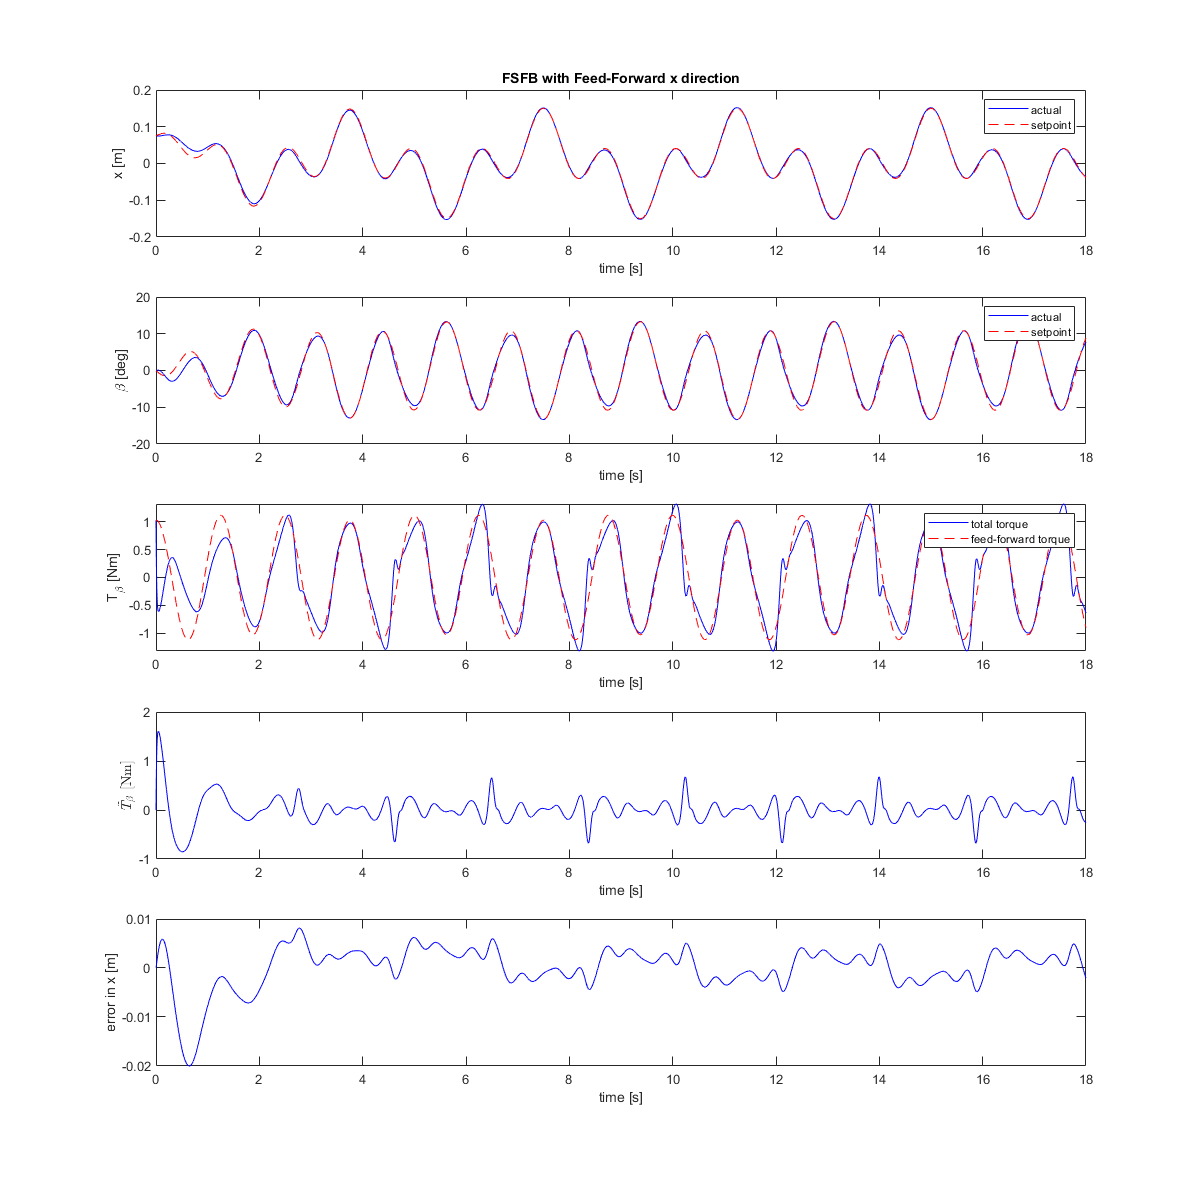 FSFB with Feed-Forward x direction
0.2
0.1
0
-0.1
-0.2
x [m]
actual
setpoint
0 2 4 6 8 10 12 14 16 18
time [s]
20
10
0
-10
-20
β [deg]
actual
setpoint
0 2 4 6 8 10 12 14 16 18
time [s]
1
0.5
0
-0.5
-1
T_β [Nm]
total torque
feed-forward torque
0 2 4 6 8 10 12 14 16 18
time [s]
2
1
0
-1
T̃_β [Nm]
0 2 4 6 8 10 12 14 16 18
time [s]
0.01
0
-0.01
-0.02
error in x [m]
0 2 4 6 8 10 12 14 16 18
time [s]